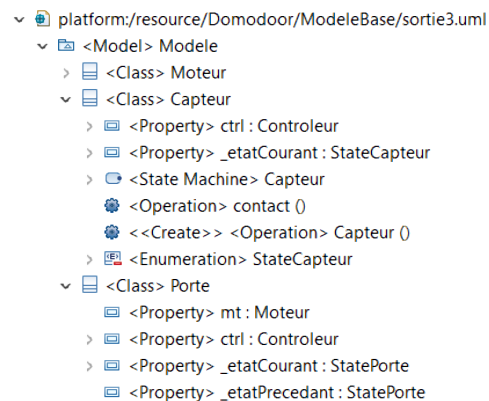 platform:/resource/Domodoor/ModeleBase/sortie3.uml
<Model> Modele
<Class> Moteur
<Class> Capteur
<Property> ctrl : Controleur
<Property> _etatCourant : StateCapteur
<State Machine> Capteur
<Operation> contact ()
<<Create>> <Operation> Capteur ()
<Enumeration> StateCapteur
<Class> Porte
<Property> mt : Moteur
<Property> ctrl : Controleur
<Property> _etatCourant : StatePorte
<Property> _etatPrecedant : StatePorte